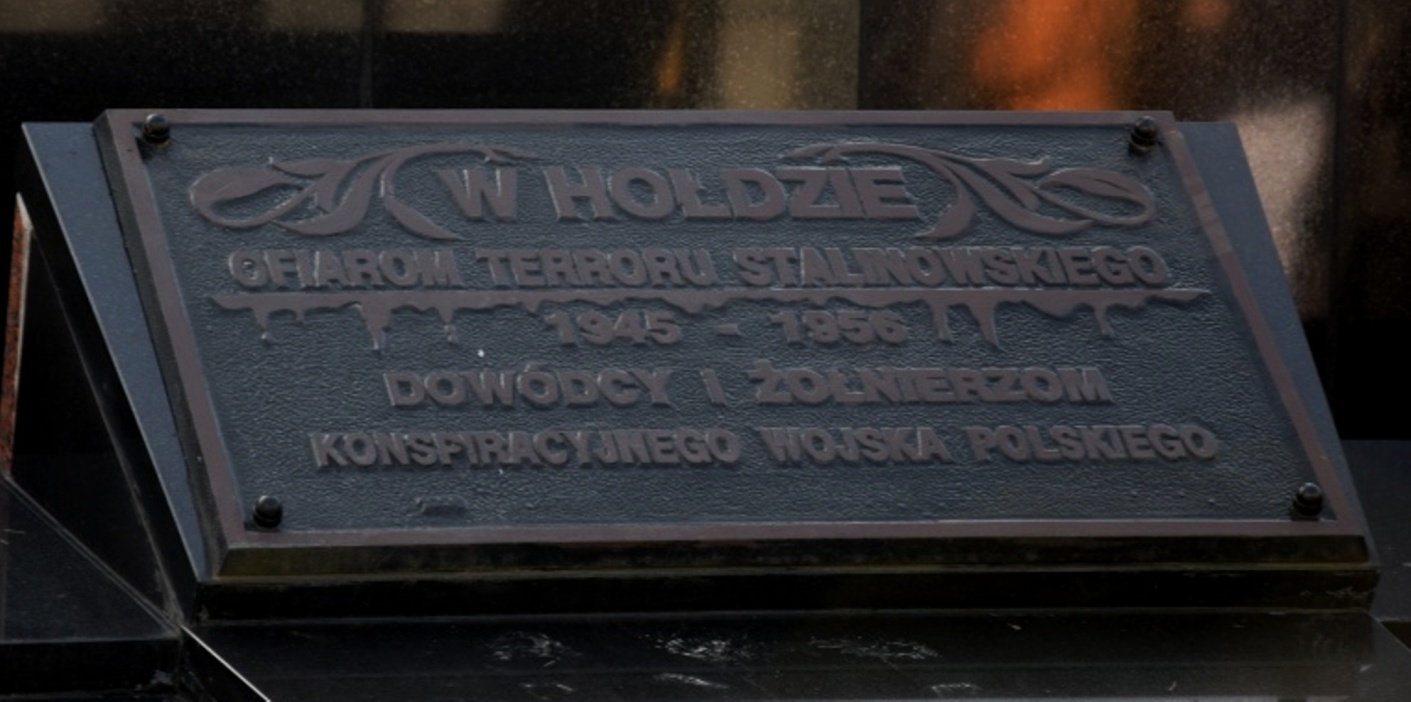 W HOŁDZIE
OFIAROM TERRORU STALINOWSKIEGO
1945 - 1956
DOWÓDCY I ŻOŁNIERZOM
KONSPIRACYJNEGO WOJSKA POLSKIEGO